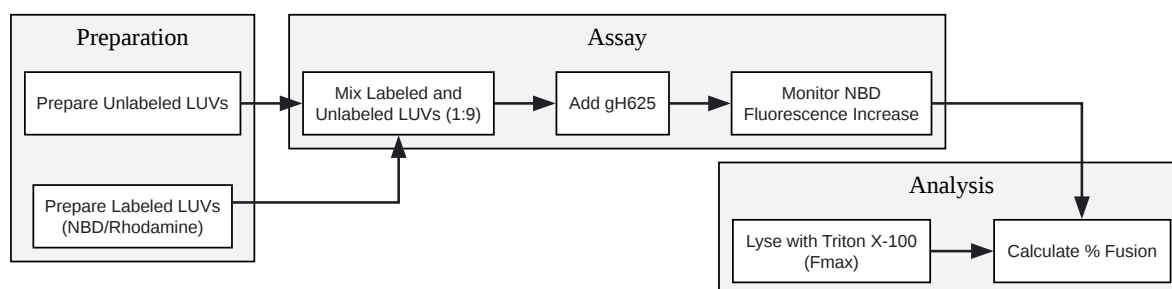 Preparation
Prepare Unlabeled LUVs
Prepare Labeled LUVs
(NBD/Rhodamine)
Assay
Mix Labeled and
Unlabeled LUVs (1:9)
Add gH625
Monitor NBD
Fluorescence Increase
Analysis
Lyse with Triton X-100
(Fmax)
Calculate % Fusion